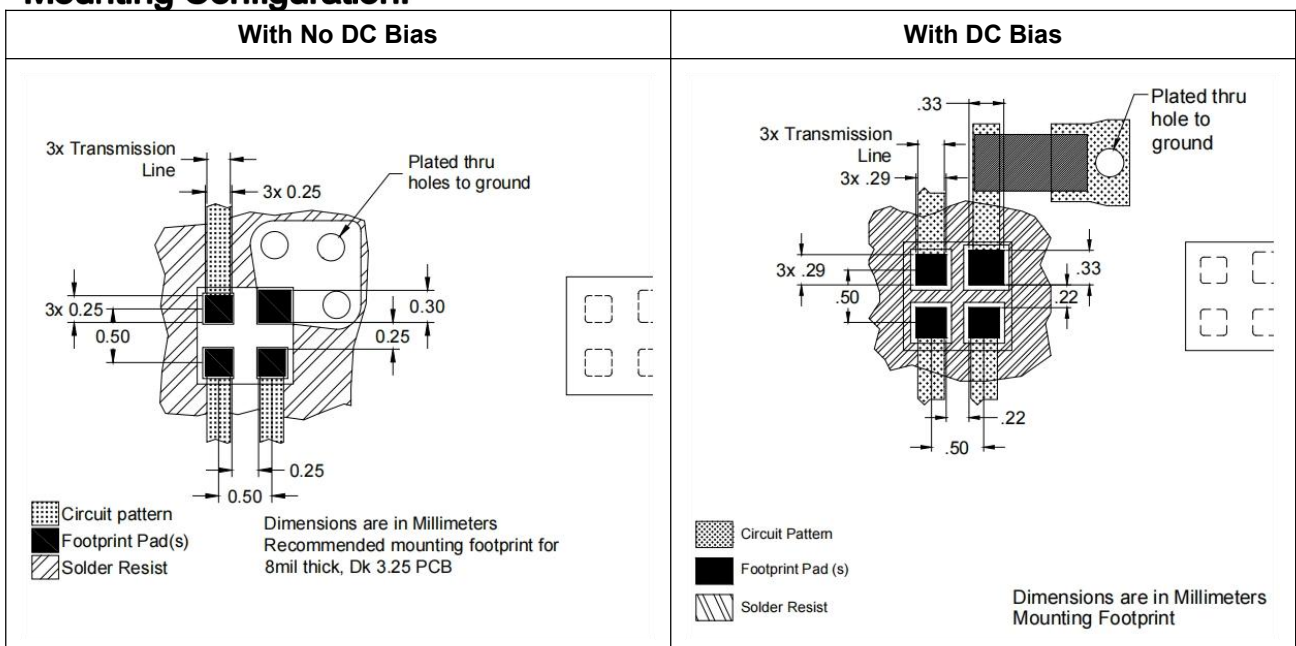 Mounting Configuration:
With No DC Bias
With DC Bias
3x Transmission
Line
3x 0.25
Plated thru
holes to ground
3x 0.25
0.50
0.30
0.25
0.25
0.50
Circuit pattern
Footprint Pad(s)
Solder Resist
Dimensions are in Millimeters
Recommended mounting footprint for
8mil thick, Dk 3.25 PCB
.33
Plated thru
hole to
ground
3x Transmission
Line
3x .29
3x .29
.50
.33
.22
.22
.50
Circuit Pattern
Footprint Pad (s)
Solder Resist
Dimensions are in Millimeters
Mounting Footprint